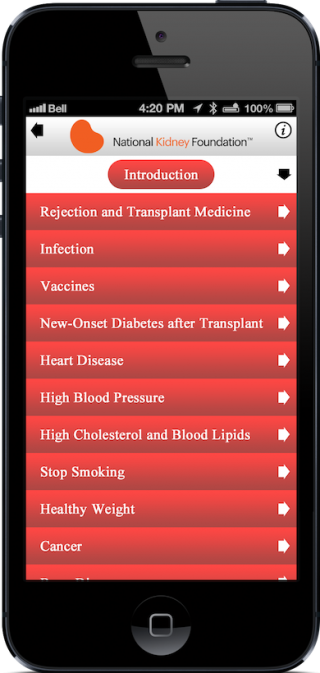 Bell 4:20 PM 100%
National Kidney Foundation™
Introduction
Rejection and Transplant Medicine
Infection
Vaccines
New-Onset Diabetes after Transplant
Heart Disease
High Blood Pressure
High Cholesterol and Blood Lipids
Stop Smoking
Healthy Weight
Cancer